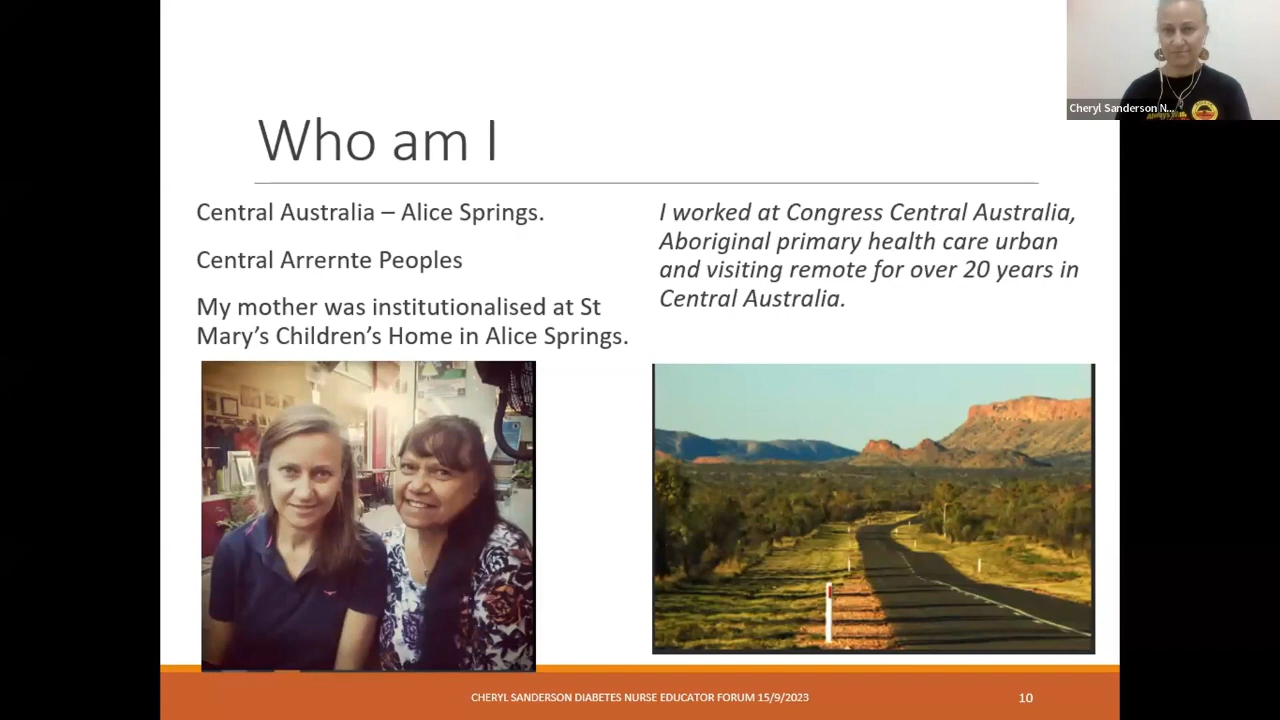 Cheryl Sanderson N...
Who am I
Central Australia – Alice Springs.
Central Arrernte Peoples
My mother was institutionalised at St
Mary's Children's Home in Alice Springs.
I worked at Congress Central Australia,
Aboriginal primary health care urban
and visiting remote for over 20 years in
Central Australia.
CHERYL SANDERSON DIABETES NURSE EDUCATOR FORUM 15/9/2023
10